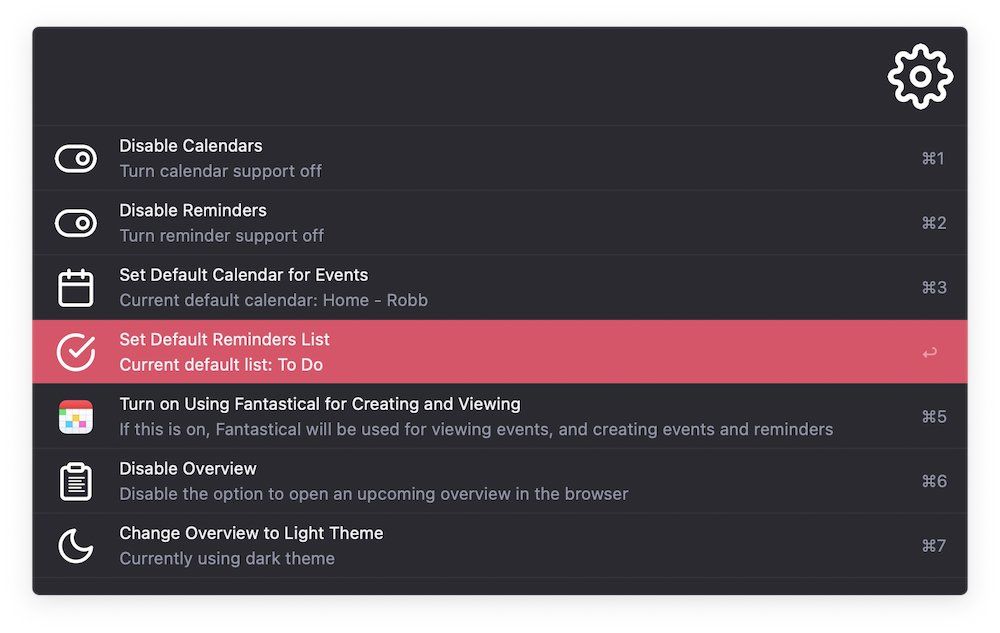 Disable Calendars
Turn calendar support off
⌘1
Disable Reminders
Turn reminder support off
⌘2
Set Default Calendar for Events
Current default calendar: Home - Robb
⌘3
Set Default Reminders List
Current default list: To Do
↩
Turn on Using Fantastical for Creating and Viewing
If this is on, Fantastical will be used for viewing events, and creating events and reminders
⌘5
Disable Overview
Disable the option to open an upcoming overview in the browser
⌘6
Change Overview to Light Theme
Currently using dark theme
⌘7